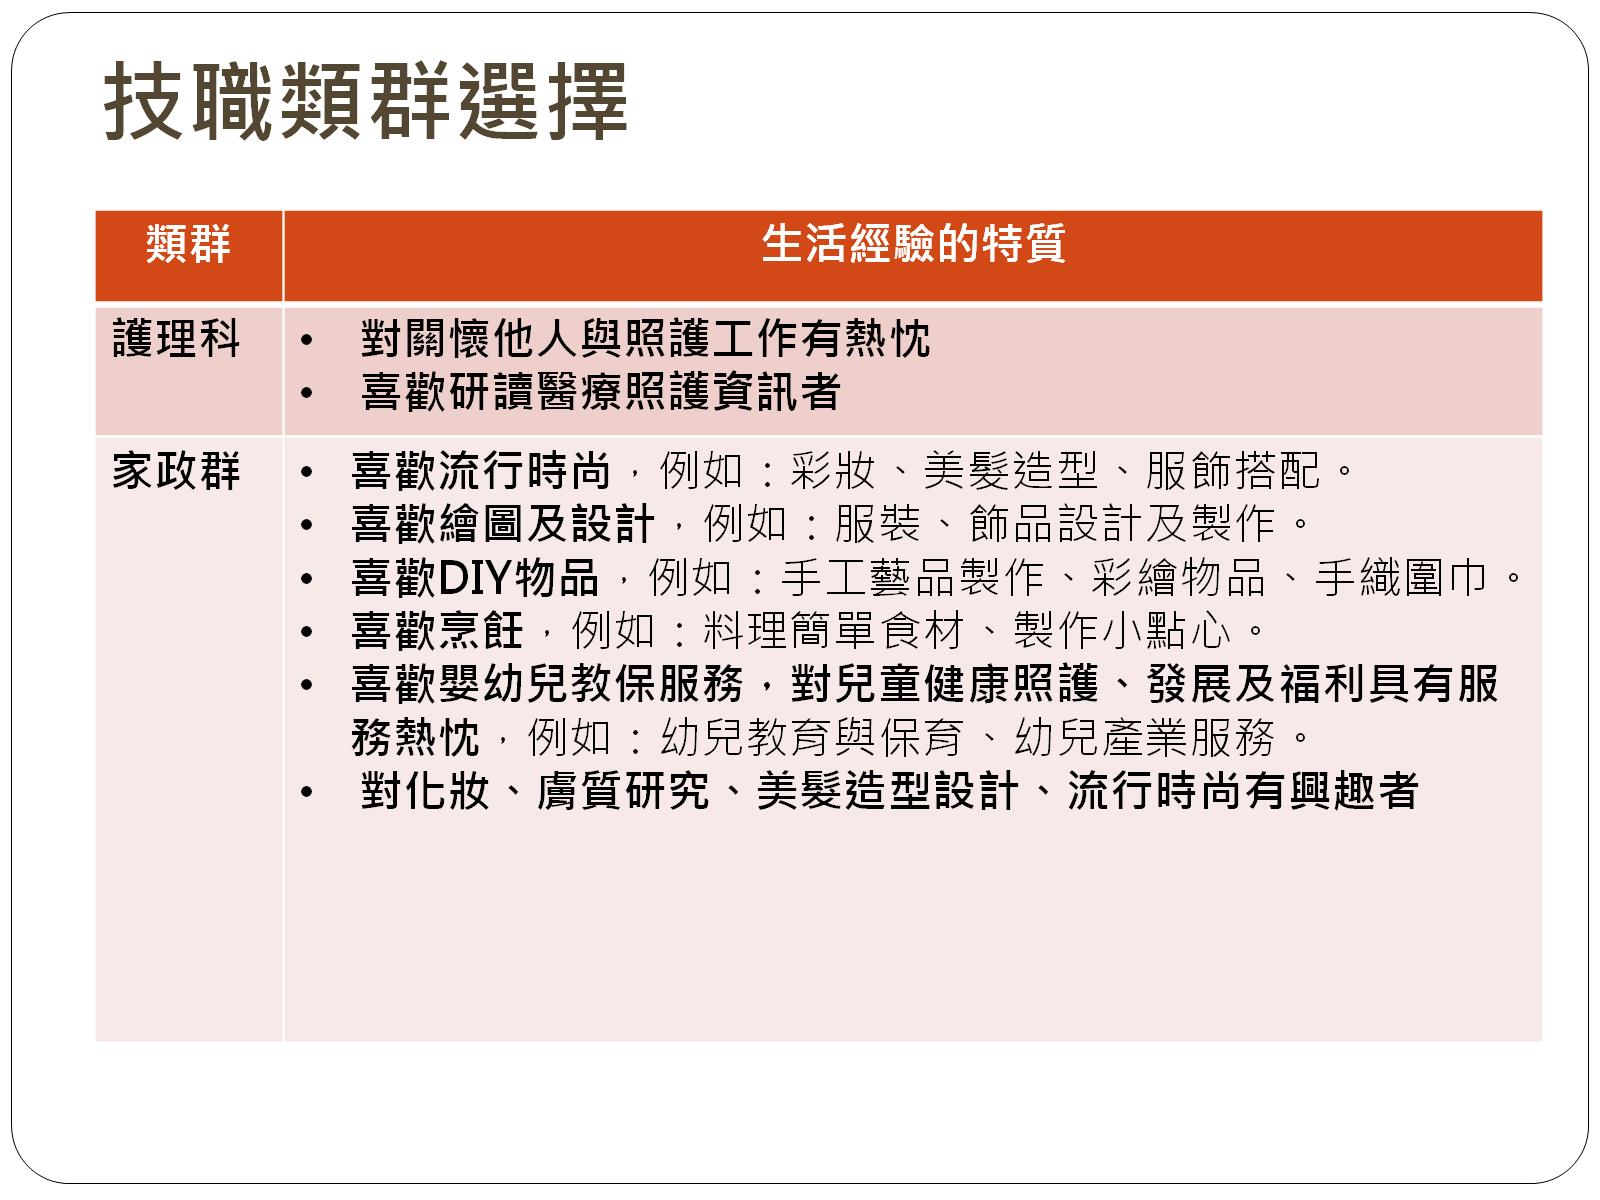 技職類群選擇
類群 生活經驗的特質
護理科 • 對關懷他人與照護工作有熱忱
• 喜歡研讀醫療照護資訊者
家政群 • 喜歡流行時尚，例如：彩妝、美髮造型、服飾搭配。
• 喜歡繪圖及設計，例如：服裝、飾品設計及製作。
• 喜歡DIY物品，例如：手工藝品製作、彩繪物品、手織圍巾。
• 喜歡烹飪，例如：料理簡單食材、製作小點心。
• 喜歡嬰幼兒教保服務，對兒童健康照護、發展及福利具有服
務熱忱，例如：幼兒教育與保育、幼兒產業服務。
• 對化妝、膚質研究、美髮造型設計、流行時尚有興趣者